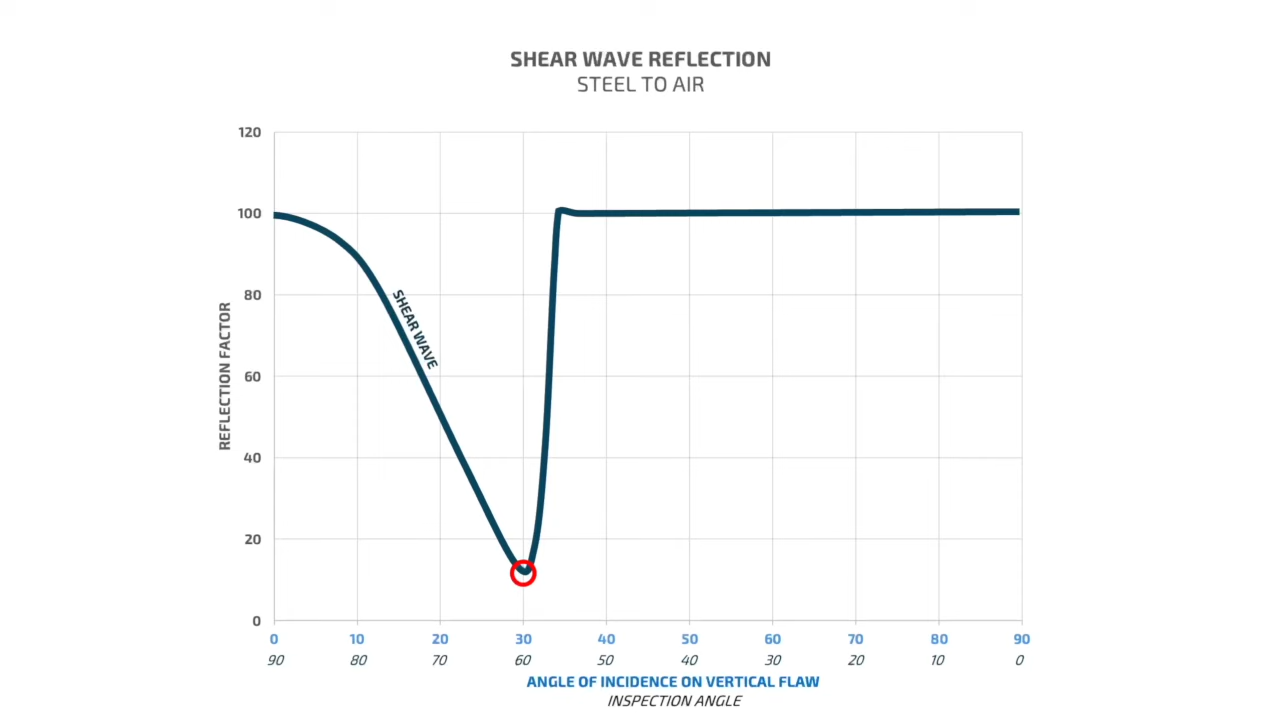 SHEAR WAVE REFLECTION
STEEL TO AIR
120
100
80
60
40
20
0
REFLECTION FACTOR
SHEAR WAVE
0 10 20 30 40 50 60 70 80 90
90 80 70 60 50 40 30 20 10 0
ANGLE OF INCIDENCE ON VERTICAL FLAW
INSPECTION ANGLE